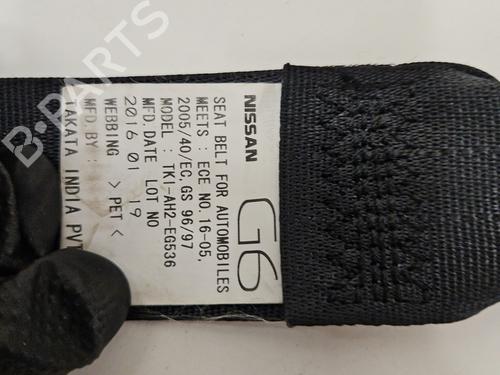 NISSAN
G6
SEAT BELT FOR AUTOMOBILES
MEETS : ECE NO.16-05,
2005/40/EC,GS 96/97
MODEL : TK1-AH2-EG536
MFD.DATE LOT NO
2016 01 19
WEBBING >PET<
MFD.BY :
TAKATA INDIA PVT
B-PARTS